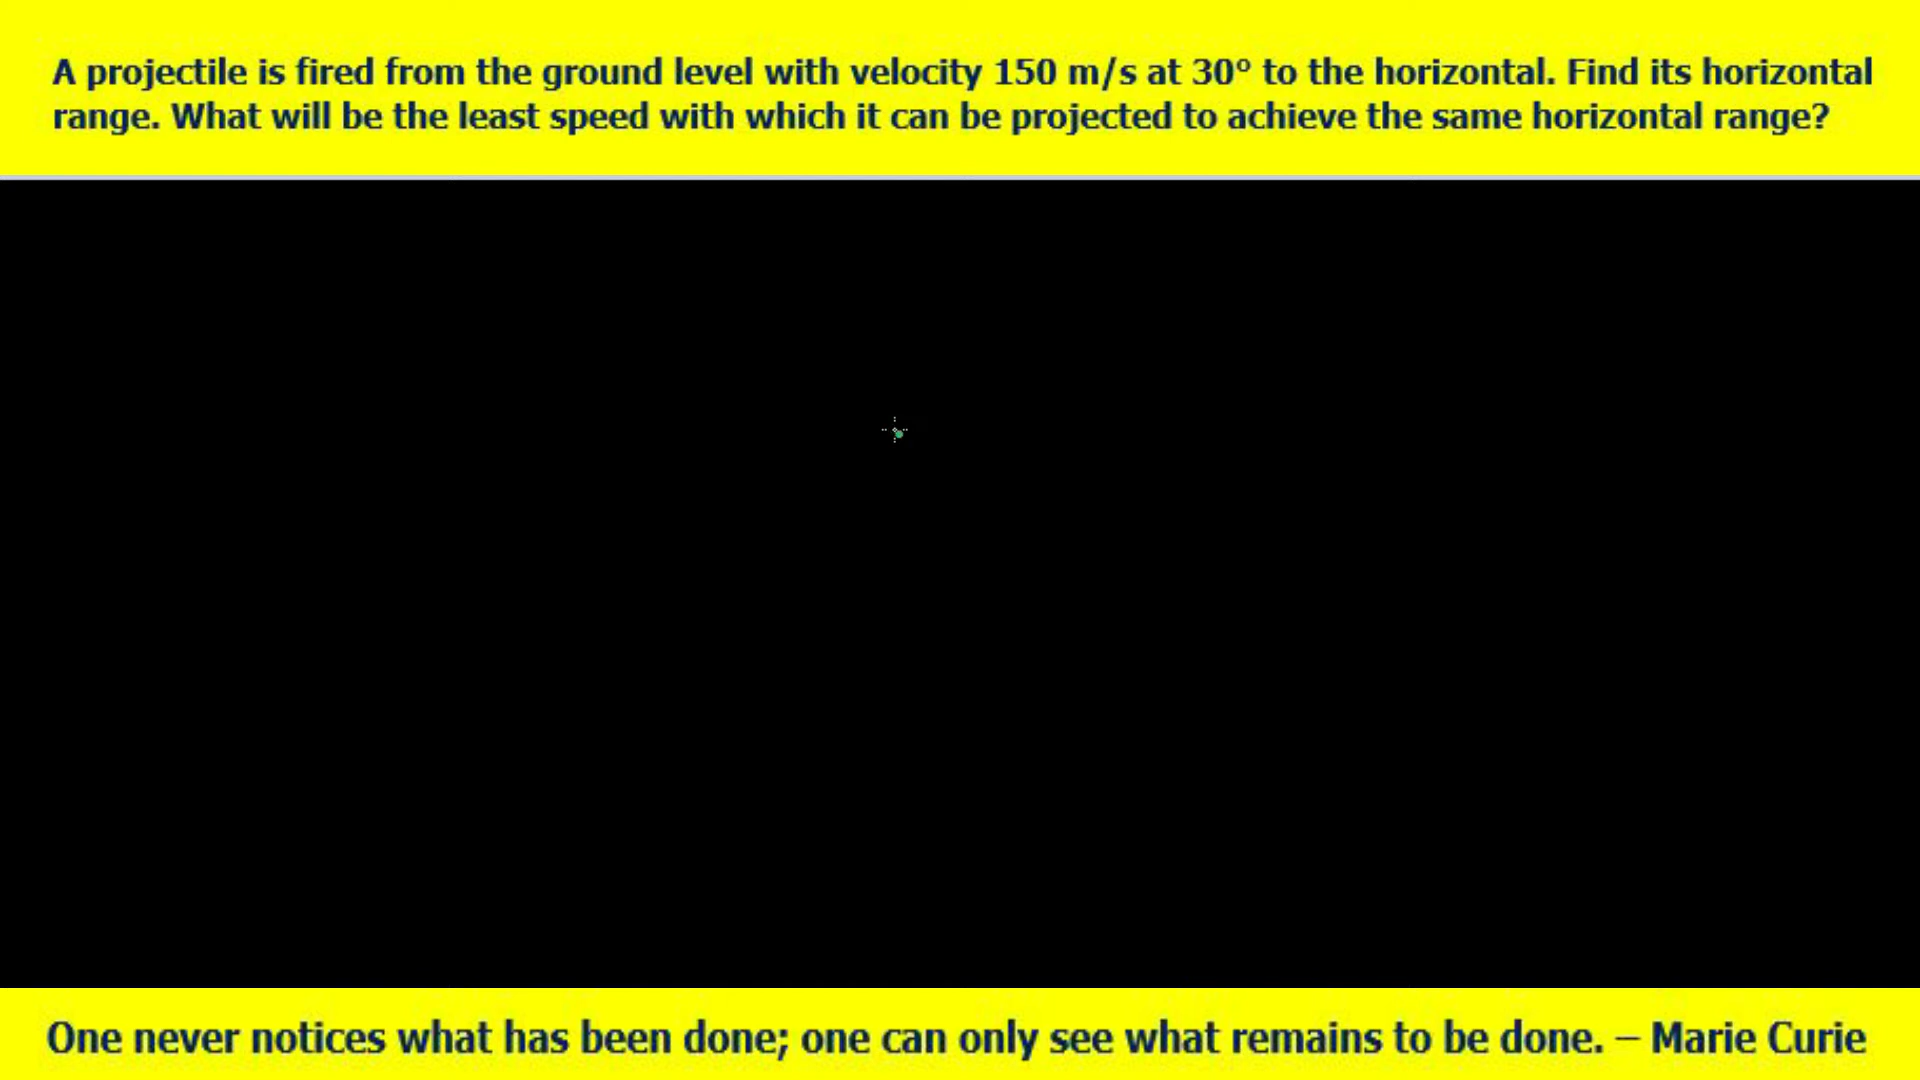 A projectile is fired from the ground level with velocity 150 m/s at 30° to the horizontal. Find its horizontal
range. What will be the least speed with which it can be projected to achieve the same horizontal range?
One never notices what has been done; one can only see what remains to be done. – Marie Curie